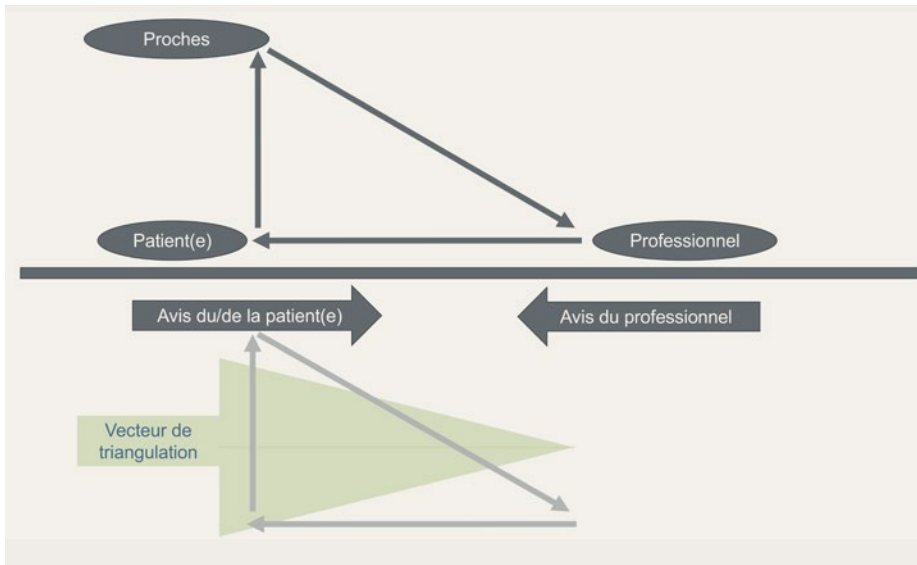 Proches
Patient(e)
Professionnel
Avis du/de la patient(e)
Avis du professionnel
Vecteur de
triangulation